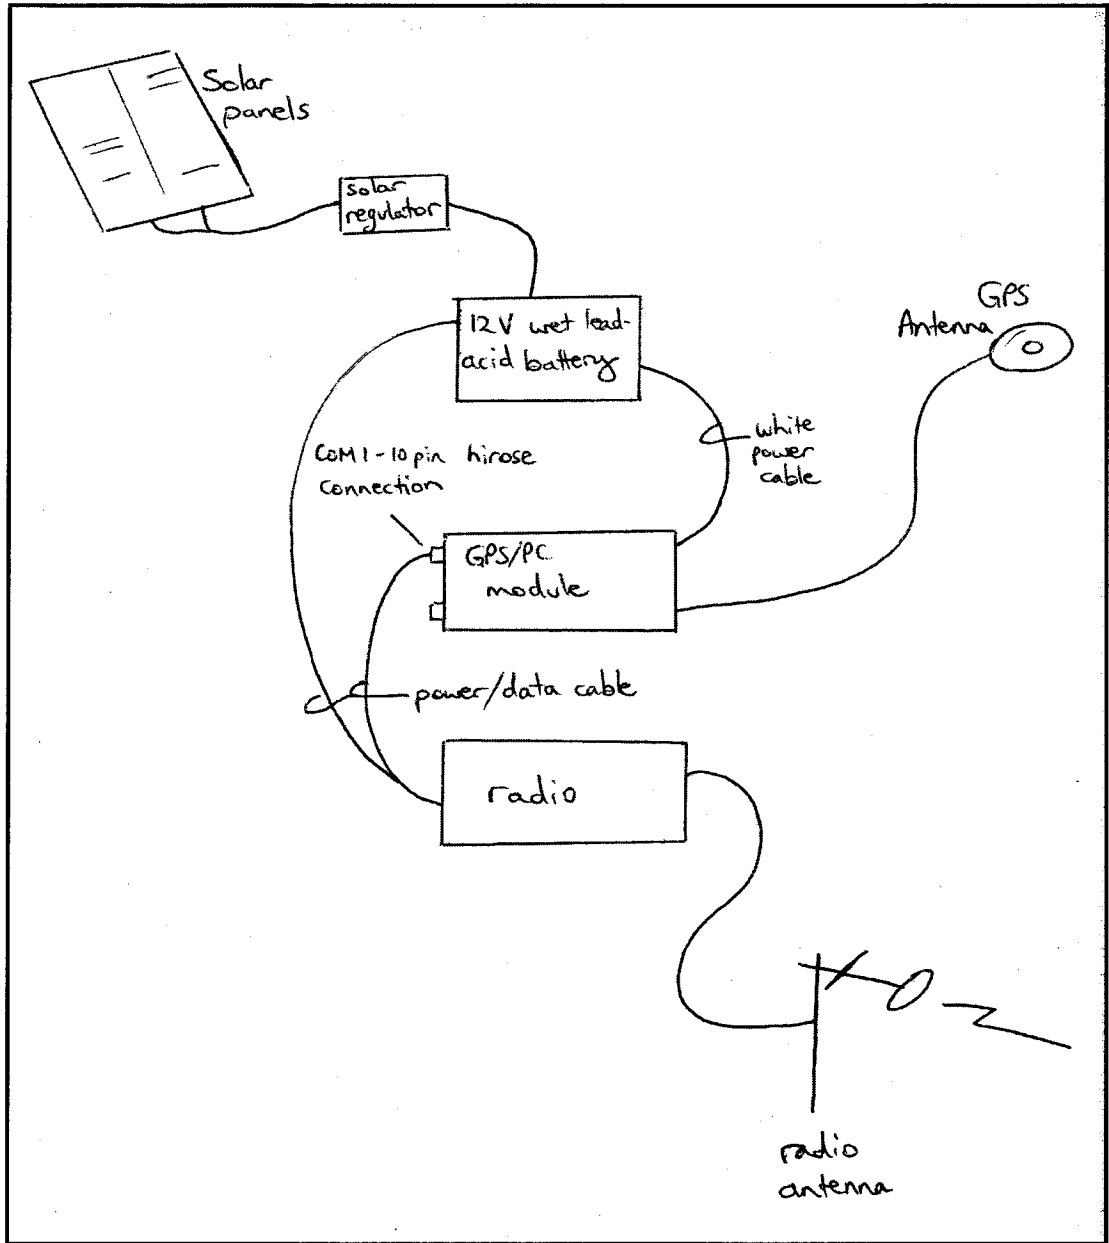 Solar
panels
solar
regulator
12V wet lead-
acid battery
GPS
Antenna
white
power
cable
COM1-10 pin hirose
connection
GPS/PC
module
power/data cable
radio
radio
antenna